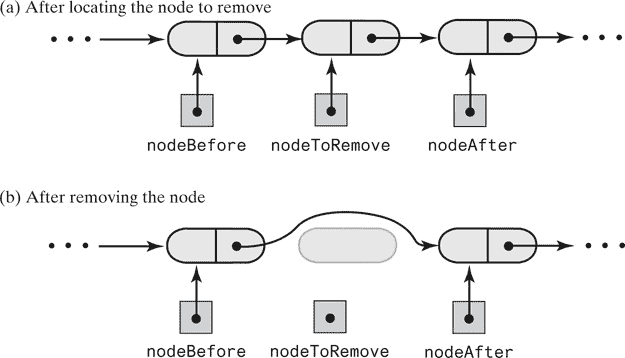 (a) After locating the node to remove
nodeBefore nodeToRemove nodeAfter
(b) After removing the node
nodeBefore nodeToRemove nodeAfter